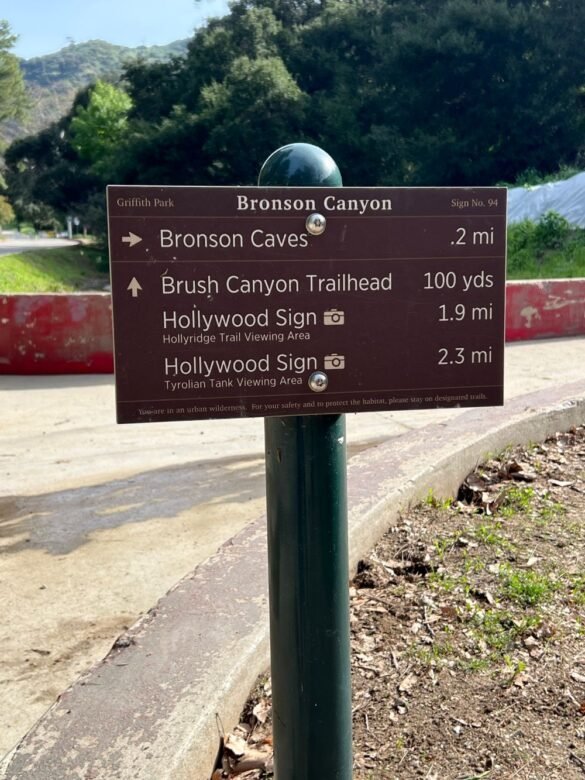 Griffith Park Bronson Canyon Sign No. 94
Bronson Caves .2 mi
Brush Canyon Trailhead 100 yds
Hollywood Sign 1.9 mi
Hollyridge Trail Viewing Area
Hollywood Sign 2.3 mi
Tyrolian Tank Viewing Area
You are in an urban wilderness. For your safety and to protect the habitat, please stay on designated trails.